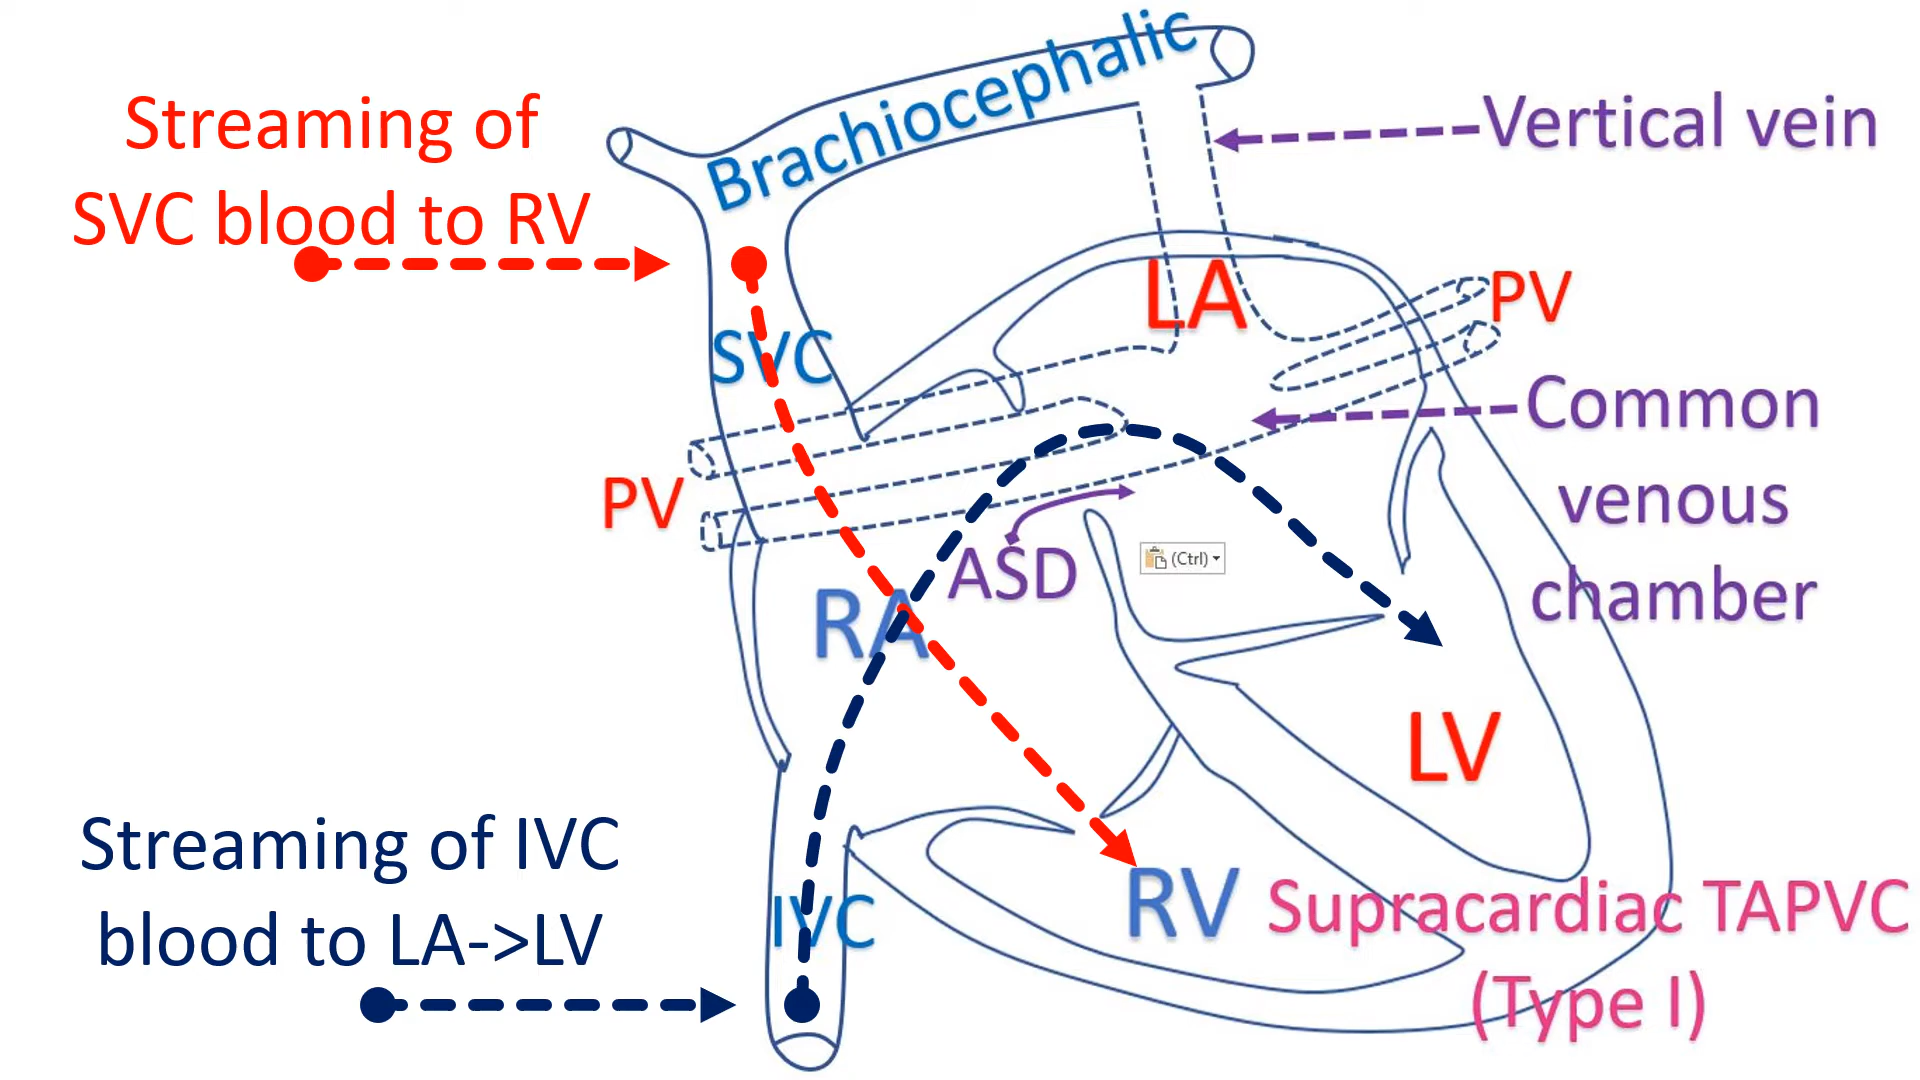 Brachiocephalic
Streaming of
SVC blood to RV
Vertical vein
LA
PV
SVC
Common
venous
chamber
PV
ASD
(Ctrl)
RA
LV
Streaming of IVC
blood to LA->LV
IVC
RV
Supracardiac TAPVC
(Type I)